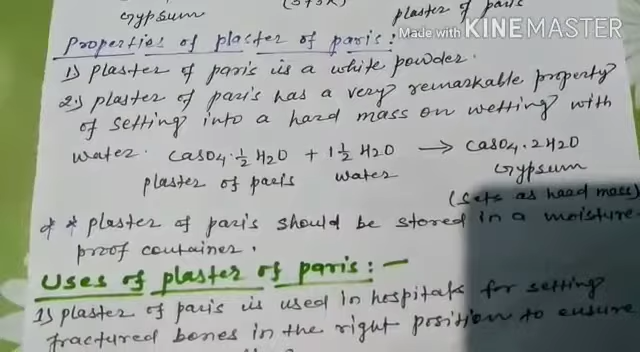 Gypsum (373K) plaster of paris
Made with KINEMASTER
Properties of plaster of paris :
1) plaster of paris is a white powder.
2) plaster of paris has a very remarkable property
of setting into a hard mass on wetting with
water. CaSO4.½H2O + 1½H2O → CaSO4.2H2O
plaster of paris water Gypsum
(sets as hard mass)
* * plaster of paris should be stored in a moisture-
proof container.
Uses of plaster of paris : -
1) plaster of paris is used in hospitals for setting
fractured bones in the right position to ensure